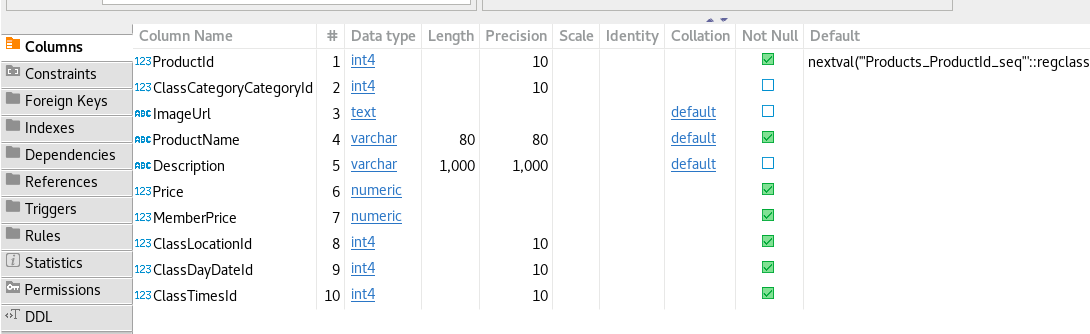 Column Name # Data type Length Precision Scale Identity Collation Not Null Default
Columns
Constraints
Foreign Keys
Indexes
Dependencies
References
Triggers
Rules
Statistics
Permissions
DDL
123 ProductId 1 int4 10 nextval('"Products_ProductId_seq"'::regclass
123 ClassCategoryCategoryId 2 int4 10
ABC ImageUrl 3 text default
ABC ProductName 4 varchar 80 80 default
ABC Description 5 varchar 1,000 1,000 default
123 Price 6 numeric
123 MemberPrice 7 numeric
123 ClassLocationId 8 int4 10
123 ClassDayDateId 9 int4 10
123 ClassTimesId 10 int4 10